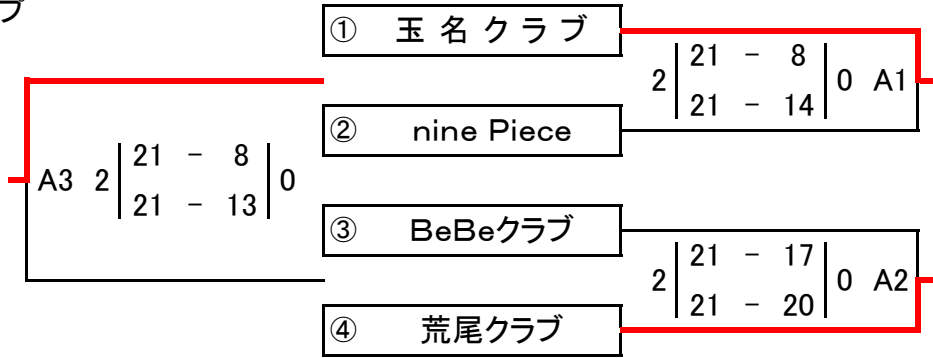 ブ
① 玉 名 ク ラ ブ
2 21 - 8 0 A1
21 - 14
② nine Piece
A3 2 21 - 8 0
21 - 13
③ BeBeクラブ
2 21 - 17 0 A2
21 - 20
④ 荒尾クラブ